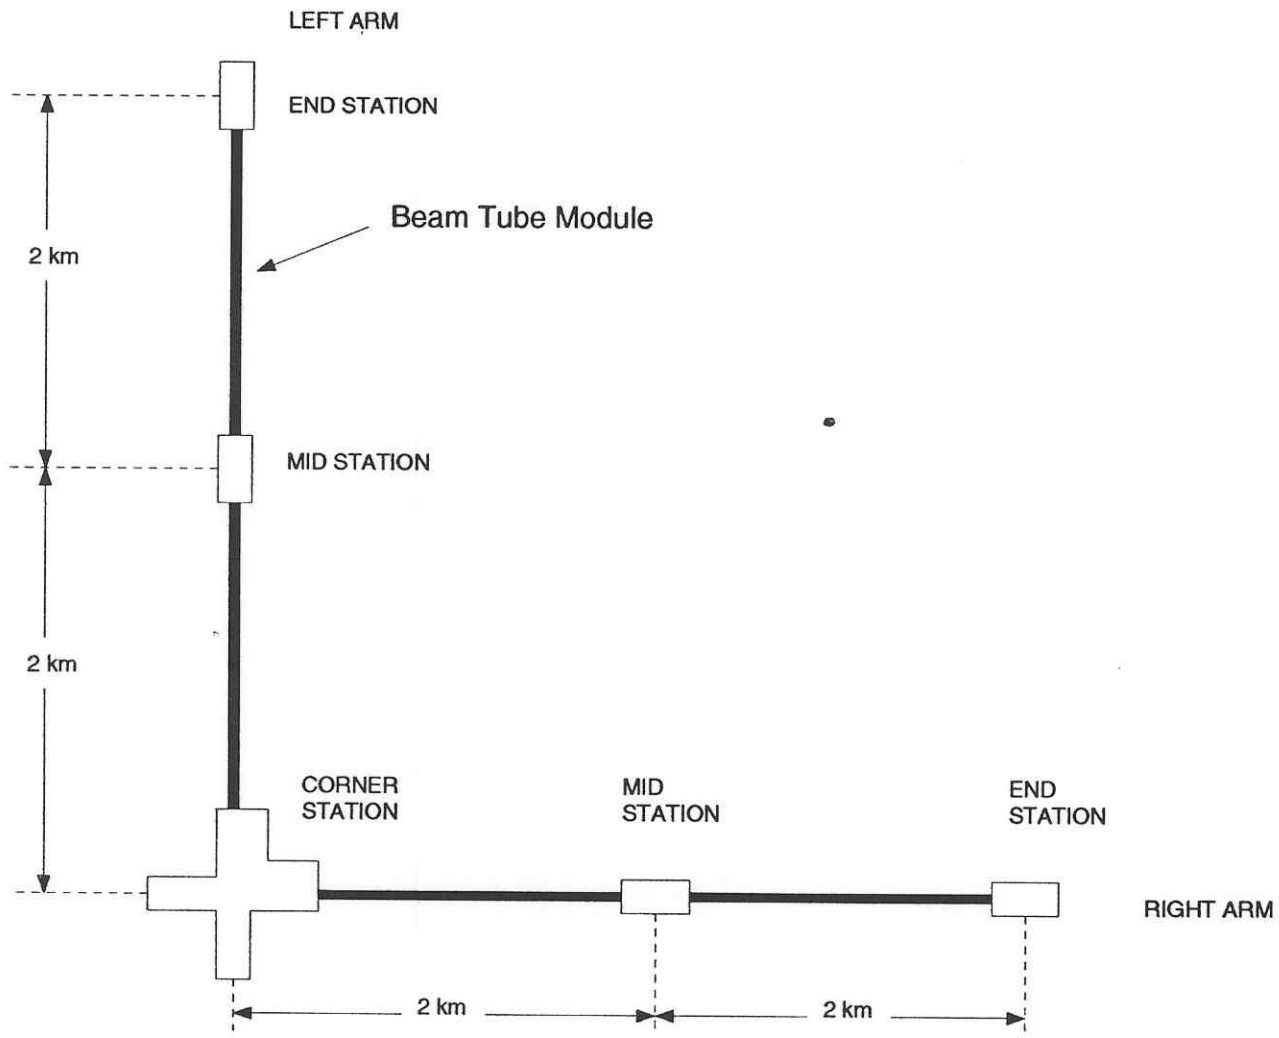 LEFT ARM
END STATION
Beam Tube Module
2 km
MID STATION
2 km
CORNER
STATION
MID
STATION
END
STATION
RIGHT ARM
2 km
2 km